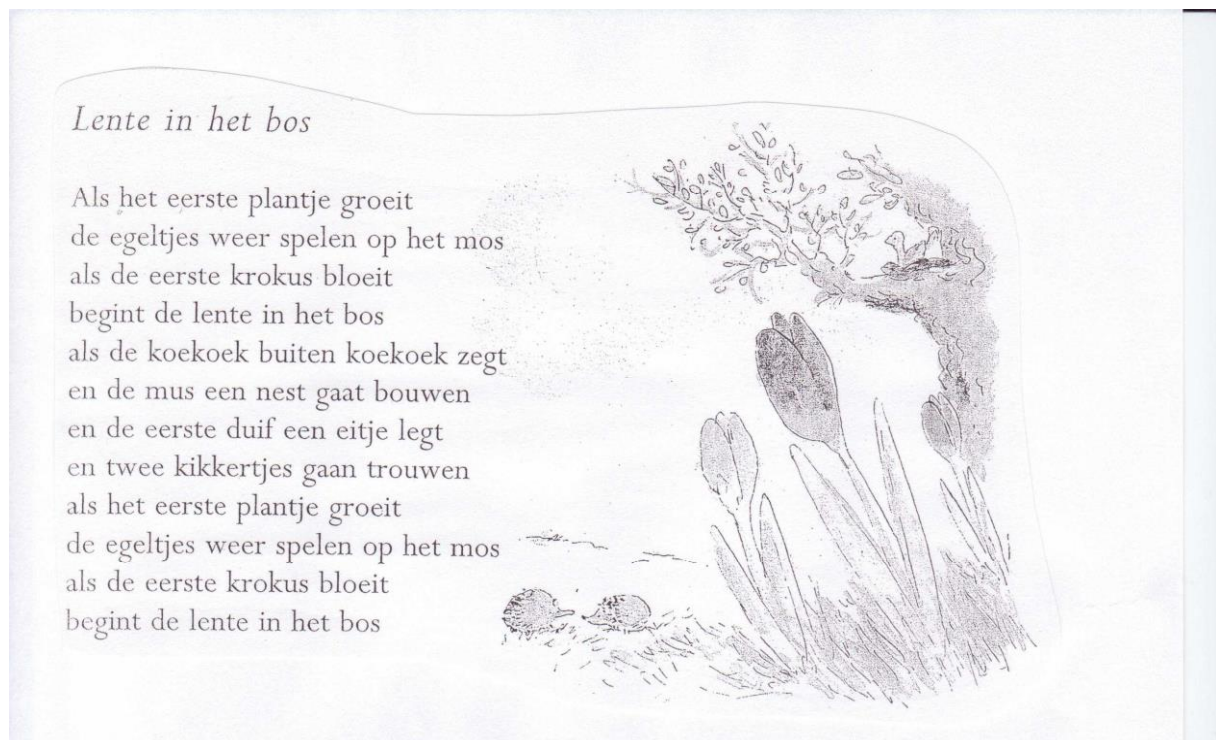 Lente in het bos
Als het eerste plantje groeit
de egeltjes weer spelen op het mos
als de eerste krokus bloeit
begint de lente in het bos
als de koekoek buiten koekoek zegt
en de mus een nest gaat bouwen
en de eerste duif een eitje legt
en twee kikkertjes gaan trouwen
als het eerste plantje groeit
de egeltjes weer spelen op het mos
als de eerste krokus bloeit
begint de lente in het bos